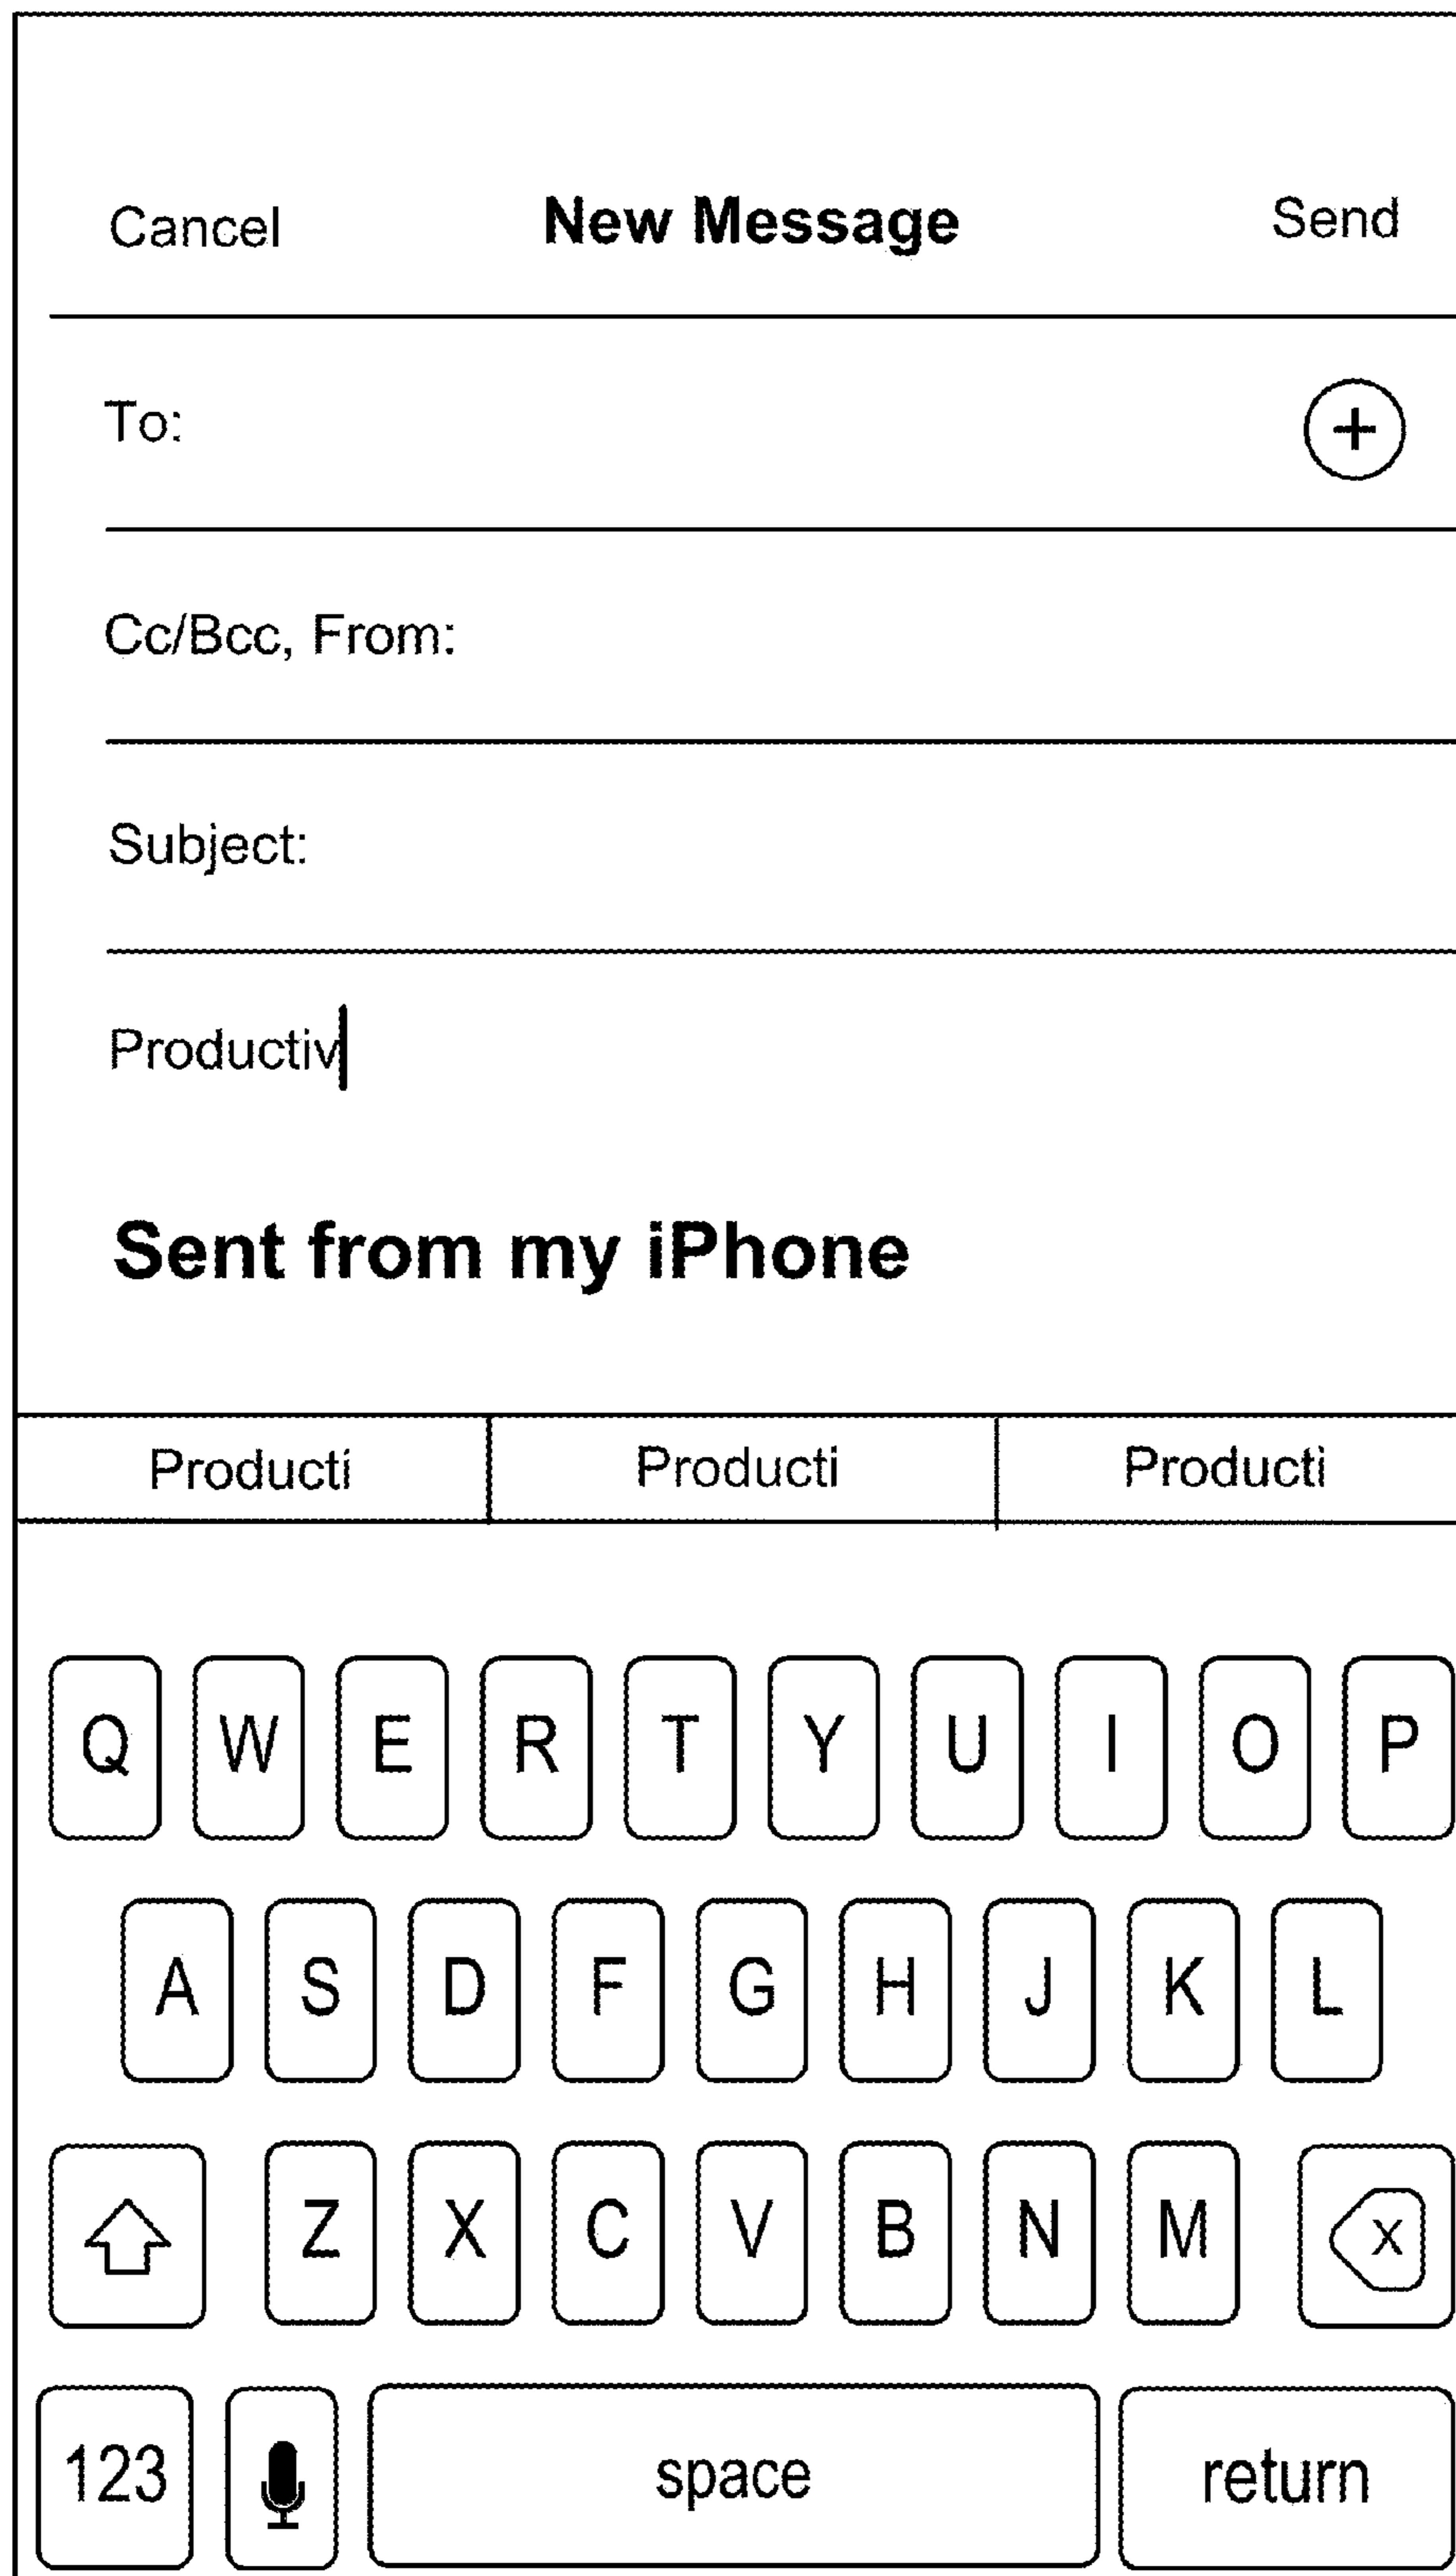 Cancel New Message Send
To: +
Cc/Bcc, From:
Subject:
Productiv
Sent from my iPhone
Producti Producti Producti
Q W E R T Y U I O P
A S D F G H J K L
Z X C V B N M X
123 space return